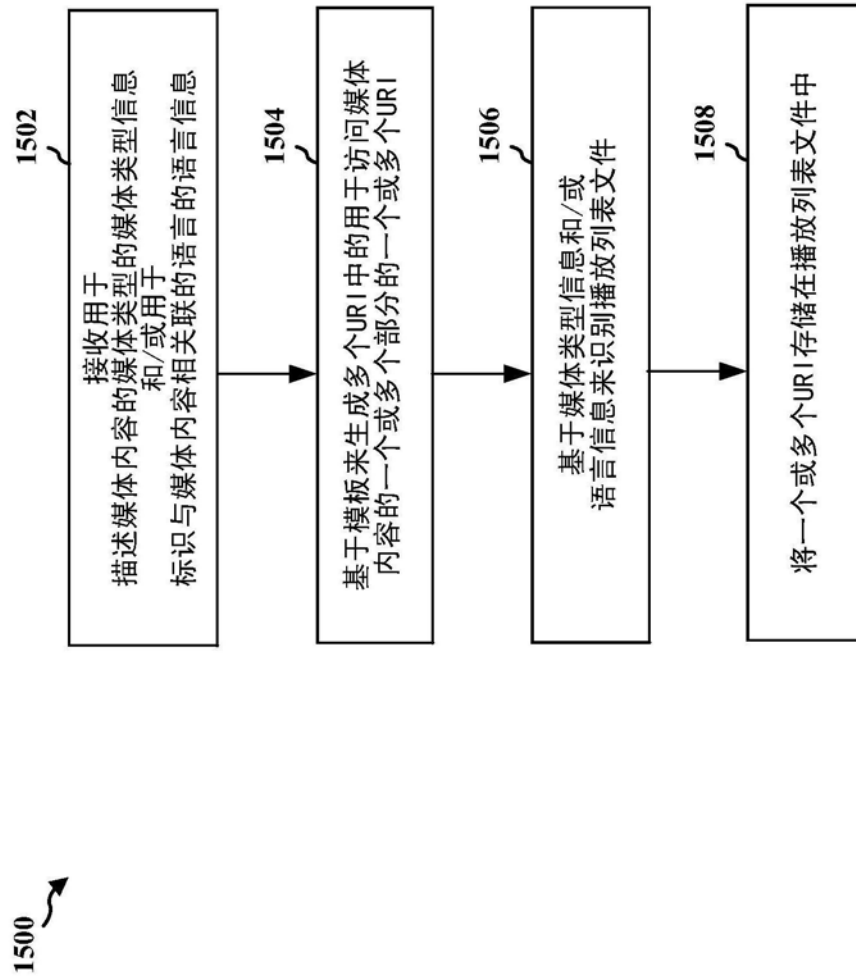 1500
1502
接收用于
描述媒体内容的媒体类型的媒体类型信息
和/或用于
标识与媒体内容相关联的语言的语言信息
1504
基于模板来生成多个URI中的用于访问媒体
内容的一个或多个部分的一个或多个URI
1506
基于媒体类型信息和/或
语言信息来识别播放列表文件
1508
将一个或多个URI存储在播放列表文件中